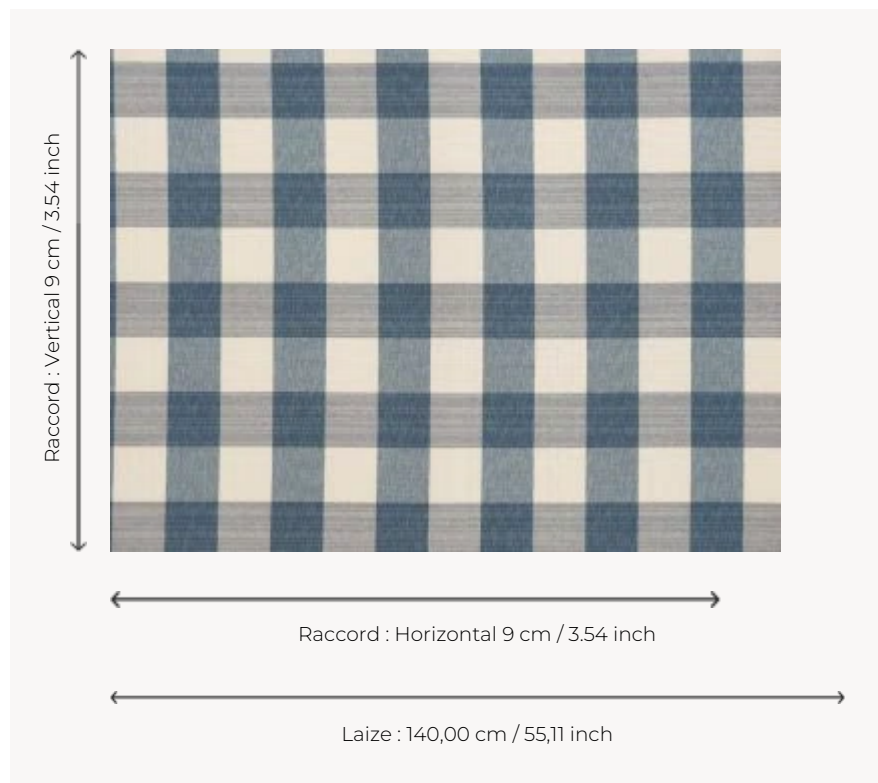 Raccord : Vertical 9 cm / 3.54 inch
Raccord : Horizontal 9 cm / 3.54 inch
Laize : 140,00 cm / 55,11 inch